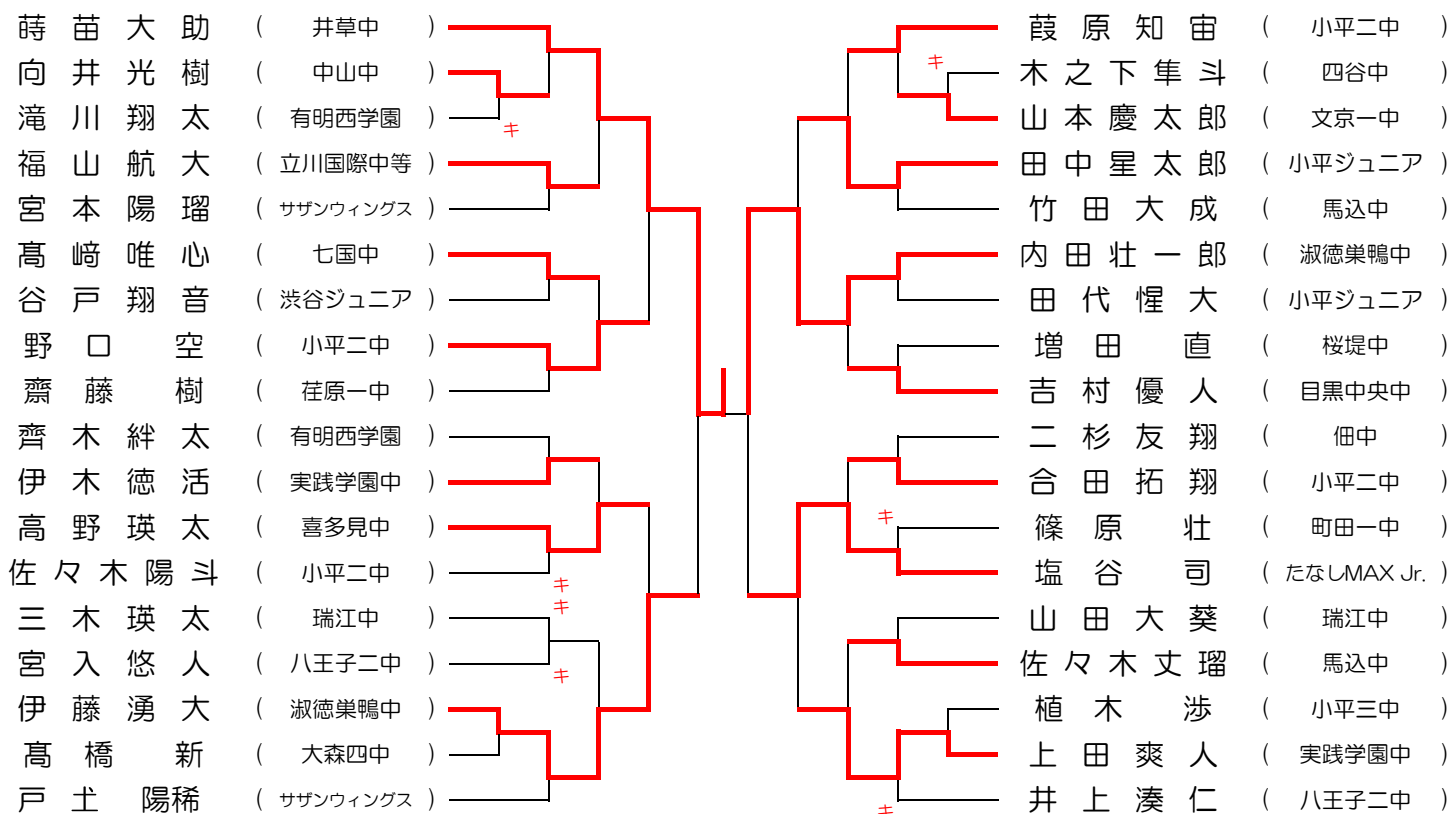 蒔苗大助 ( 井草中 )
向井光樹 ( 中山中 )
滝川翔太 ( 有明西学園 )
キ
福山航大 ( 立川国際中等 )
宮本陽瑠 ( サザンウィングス )
髙﨑唯心 ( 七国中 )
谷戸翔音 ( 渋谷ジュニア )
野口空 ( 小平二中 )
齋藤樹 ( 荏原一中 )
齊木絆太 ( 有明西学園 )
伊木徳活 ( 実践学園中 )
高野瑛太 ( 喜多見中 )
佐々木陽斗 ( 小平二中 )
キ
キ
三木瑛太 ( 瑞江中 )
宮入悠人 ( 八王子二中 )
キ
伊藤湧大 ( 淑徳巣鴨中 )
髙橋新 ( 大森四中 )
戸𡈽陽稀 ( サザンウィングス )
葭原知宙 ( 小平二中 )
キ
木之下隼斗 ( 四谷中 )
山本慶太郎 ( 文京一中 )
田中星太郎 ( 小平ジュニア )
竹田大成 ( 馬込中 )
内田壮一郎 ( 淑徳巣鴨中 )
田代惺大 ( 小平ジュニア )
増田直 ( 桜堤中 )
吉村優人 ( 目黒中央中 )
二杉友翔 ( 佃中 )
合田拓翔 ( 小平二中 )
キ
篠原壮 ( 町田一中 )
塩谷司 ( たなしMAX Jr. )
山田大葵 ( 瑞江中 )
佐々木丈瑠 ( 馬込中 )
植木渉 ( 小平三中 )
上田爽人 ( 実践学園中 )
井上湊仁 ( 八王子二中 )
キ